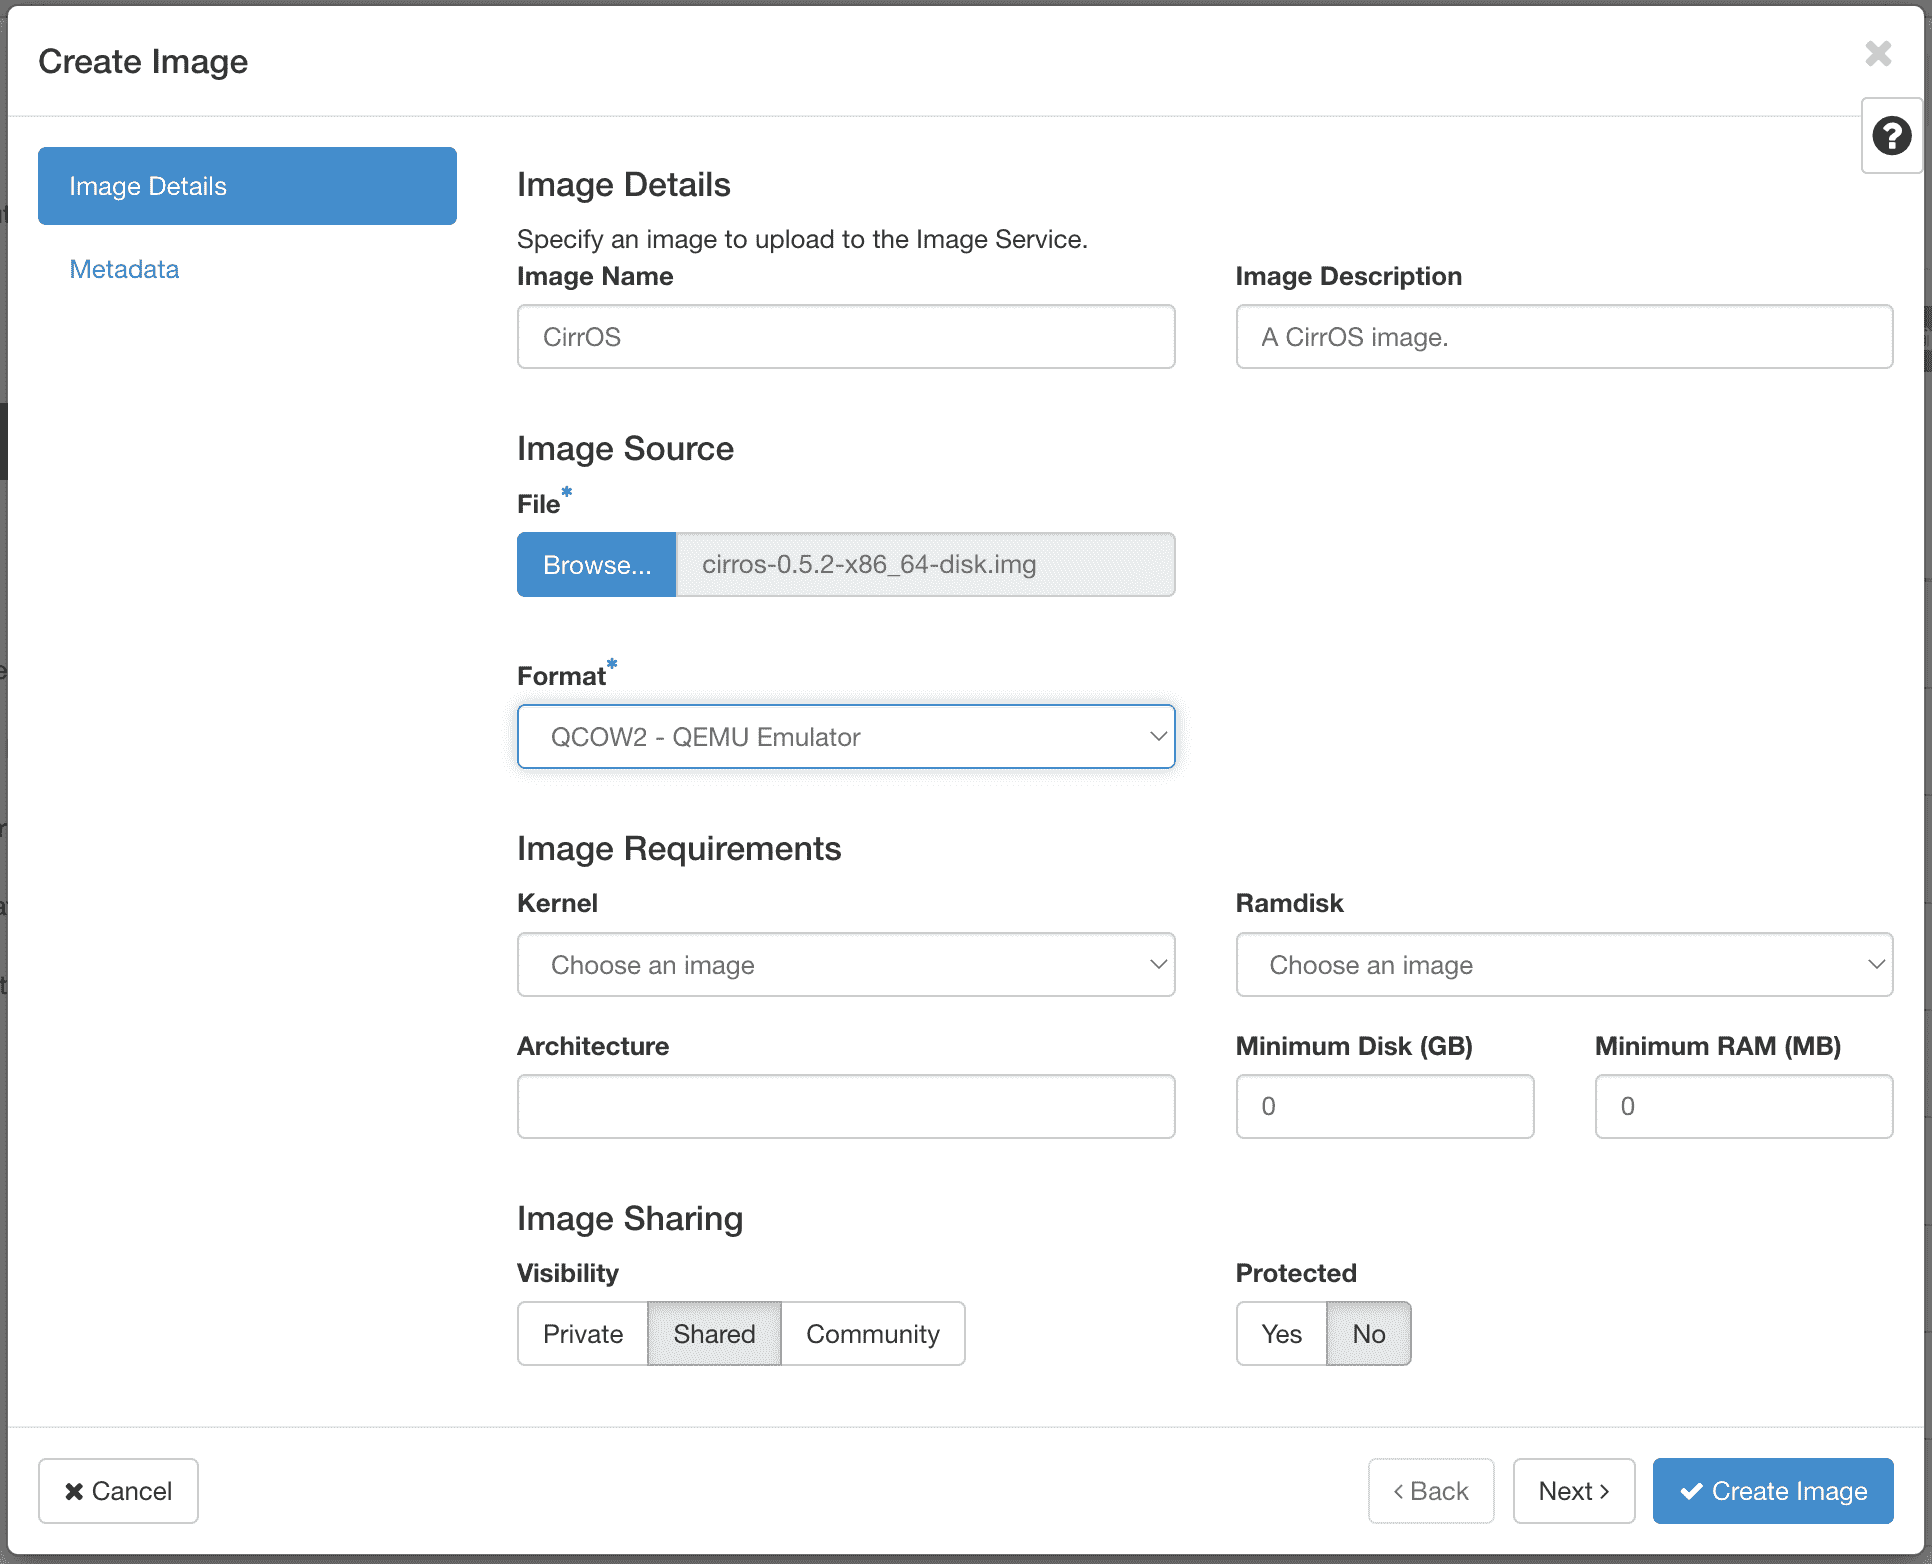 Create Image
Image Details
Metadata
Image Details
Specify an image to upload to the Image Service.
Image Name
CirrOS
Image Description
A CirrOS image.
Image Source
File*
Browse... cirros-0.5.2-x86_64-disk.img
Format*
QCOW2 - QEMU Emulator
Image Requirements
Kernel
Choose an image
Ramdisk
Choose an image
Architecture
Minimum Disk (GB)
0
Minimum RAM (MB)
0
Image Sharing
Visibility
Private Shared Community
Protected
Yes No
Cancel
Back Next Create Image